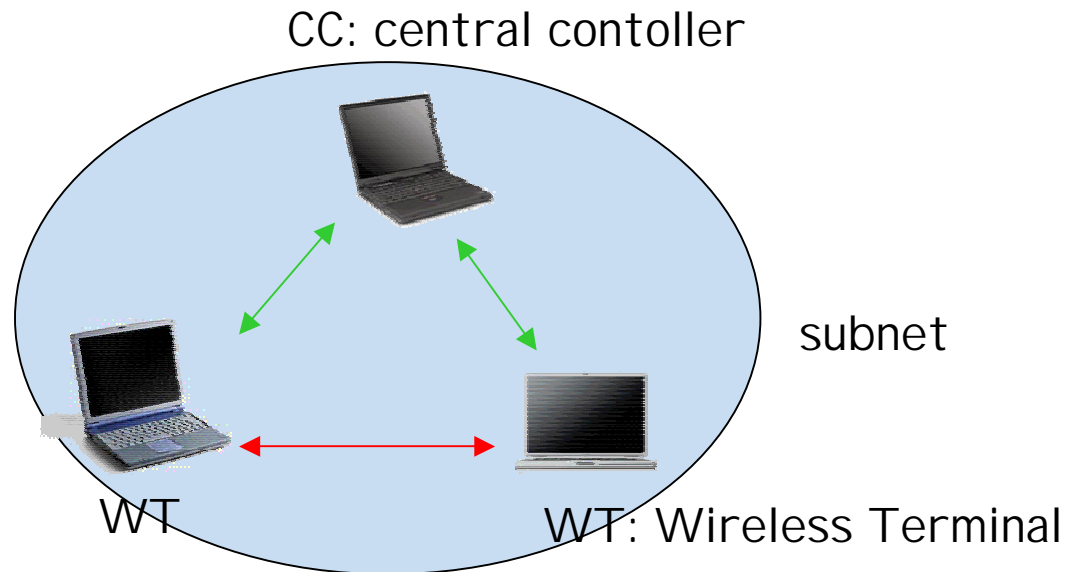 CC: central contoller
subnet
WT
WT: Wireless Terminal